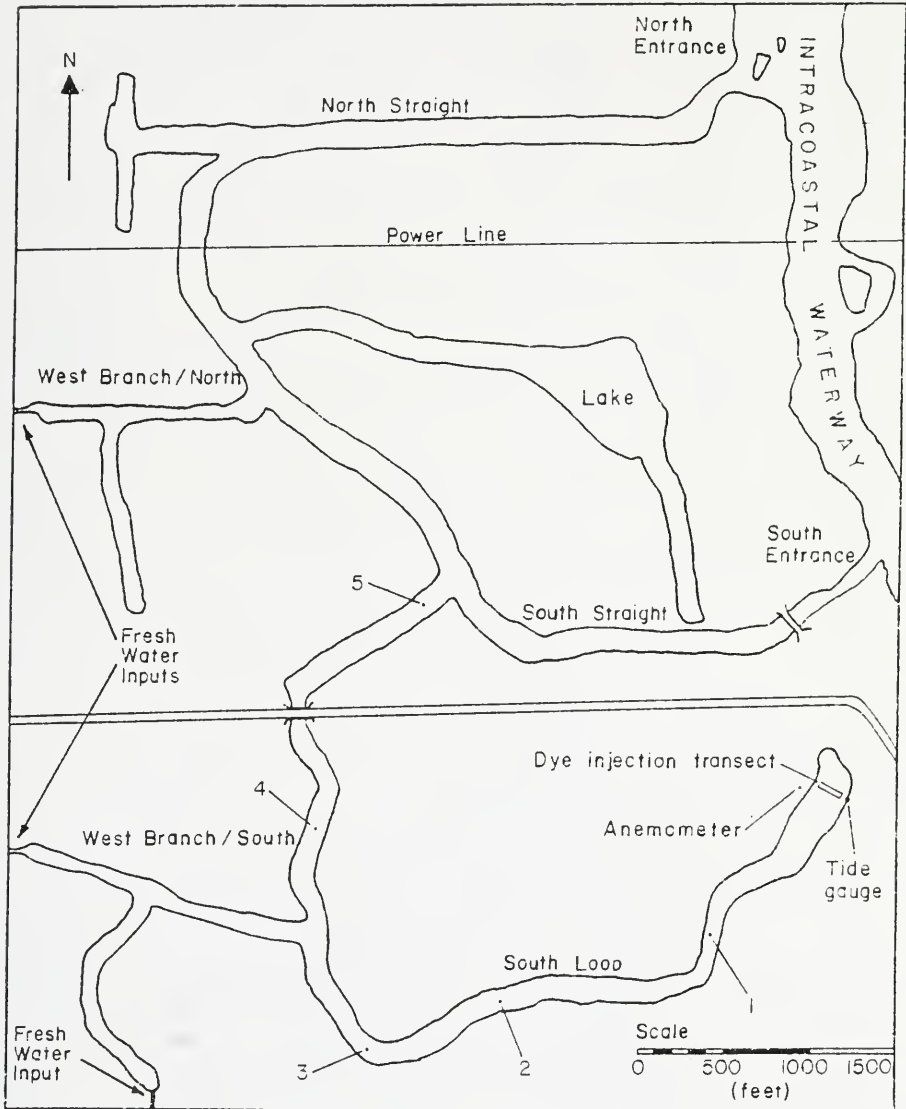 North
Entrance
N
North Straight
INTRACOASTAL
WATERWAY
Power Line
West Branch/North
Lake
South
Entrance
5
South Straight
Fresh
Water
Inputs
Dye injection transect
4
Anemometer
West Branch/South
Tide
gauge
South Loop
1
Fresh
Water
Input
3
2
Scale
0 500 1000 1500
(feet)